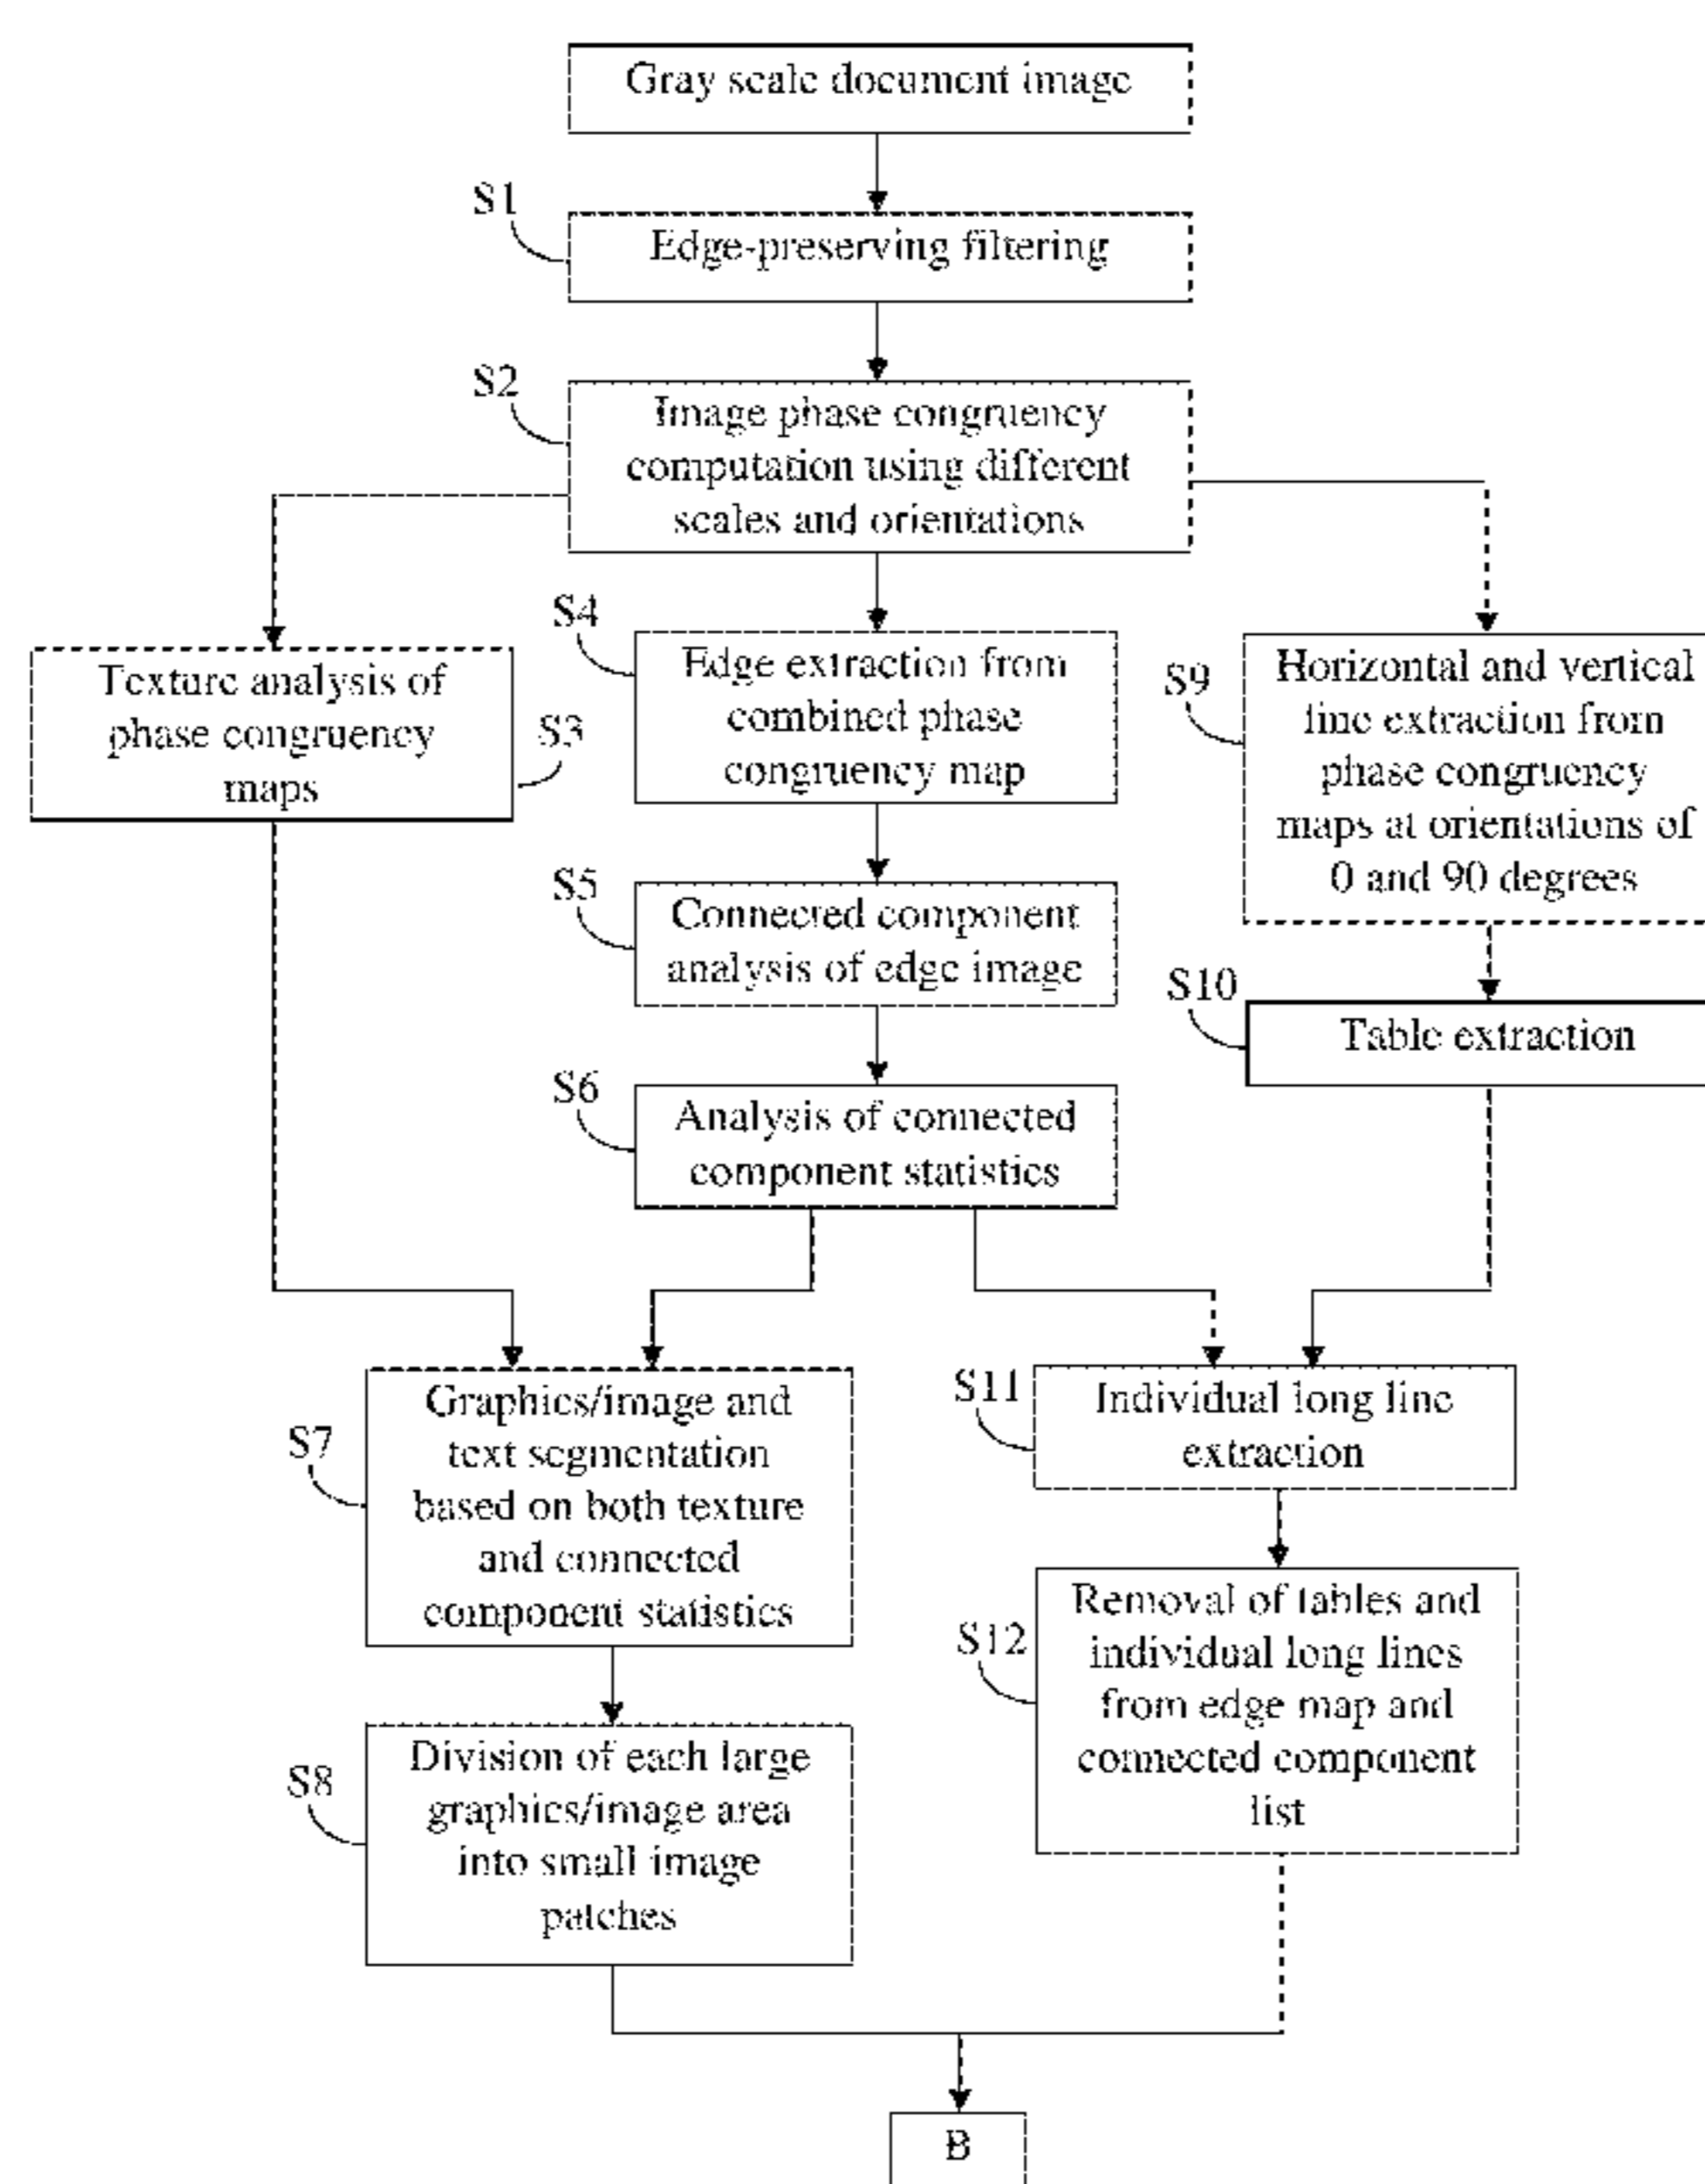 Gray scale document image
S1
Edge-preserving filtering
S2
Image phase congruency
computation using different
scales and orientations
Texture analysis of
phase congruency
maps
S3
S4
Edge extraction from
combined phase
congruency map
S9
Horizontal and vertical
line extraction from
phase congruency
maps at orientations of
0 and 90 degrees
S5
Connected component
analysis of edge image
S10
Table extraction
S6
Analysis of connected
component statistics
S7
Graphics/image and
text segmentation
based on both texture
and connected
component statistics
S11
Individual long line
extraction
S8
Division of each large
graphics/image area
into small image
patches
S12
Removal of tables and
individual long lines
from edge map and
connected component
list
B